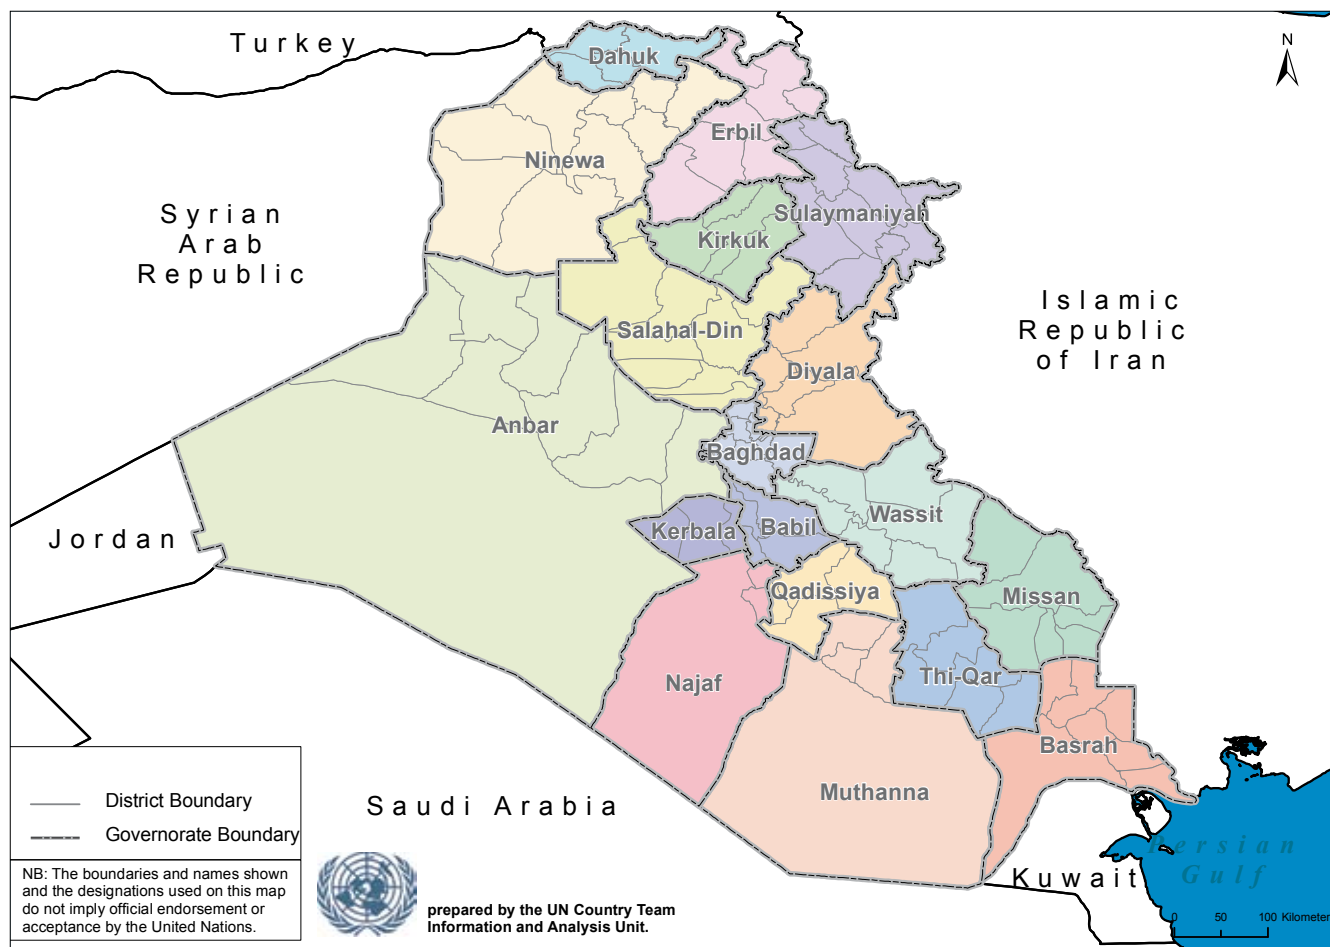 Turkey
N
Dahuk
Erbil
Ninewa
Syrian
Arab
Republic
Sulaymaniyah
Kirkuk
Islamic
Republic
of Iran
Salahal-Din
Diyala
Anbar
Baghdad
Jordan
Kerbala
Babil
Wassit
Qadissiya
Missan
Najaf
Thi-Qar
Basrah
Muthanna
Saudi Arabia
Kuwait
Persian
Gulf
District Boundary
Governorate Boundary
NB: The boundaries and names shown
and the designations used on this map
do not imply official endorsement or
acceptance by the United Nations.
prepared by the UN Country Team
Information and Analysis Unit.
0 50 100 Kilometer